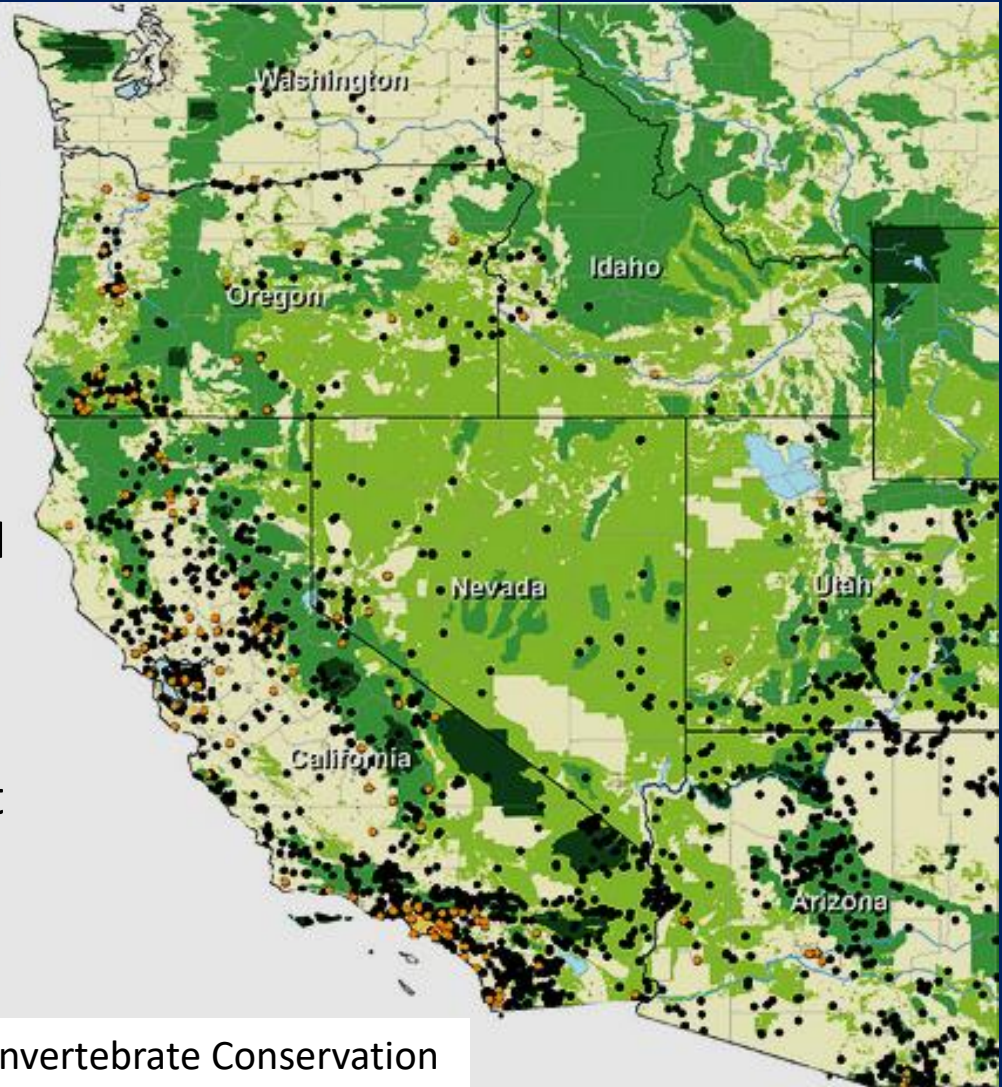 Washington
Oregon
Idaho
Nevada
Utah
California
Arizona
nvertebrate Conservation